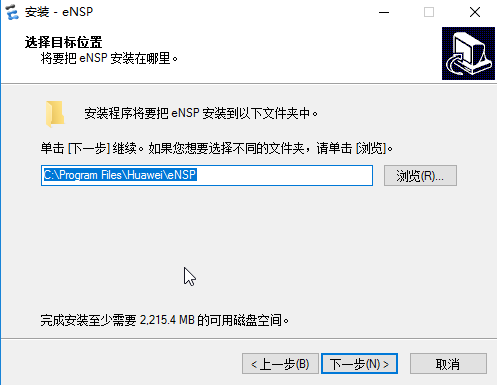 安装 - eNSP
选择目标位置
将要把 eNSP 安装在哪里。
安装程序将要把 eNSP 安装到以下文件夹中。
单击 [下一步] 继续。如果您想要选择不同的文件夹，请单击 [浏览]。
C:\Program Files\Huawei\eNSP
浏览(R)...
完成安装至少需要 2,215.4 MB 的可用磁盘空间。
< 上一步(B)
下一步(N) >
取消